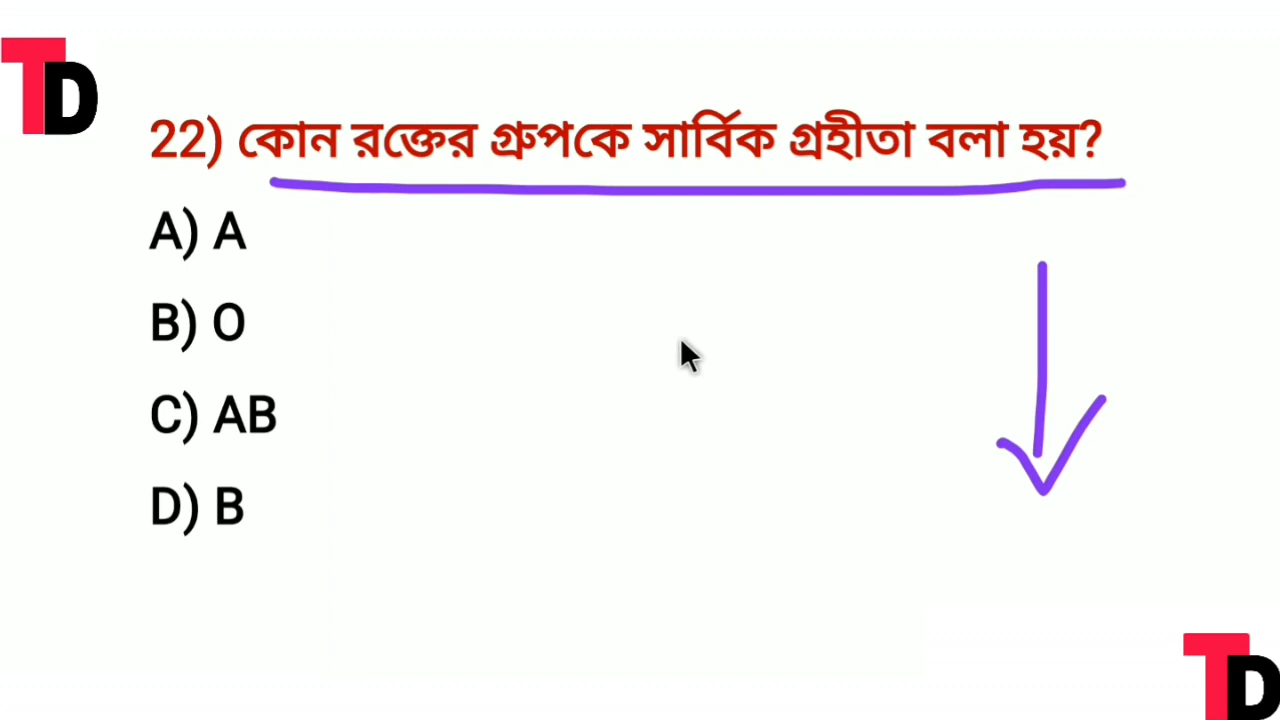 TD
22) কোন রক্তের গ্রুপকে সার্বিক গ্রহীতা বলা হয়?
A) A
B) O
C) AB
D) B
TD